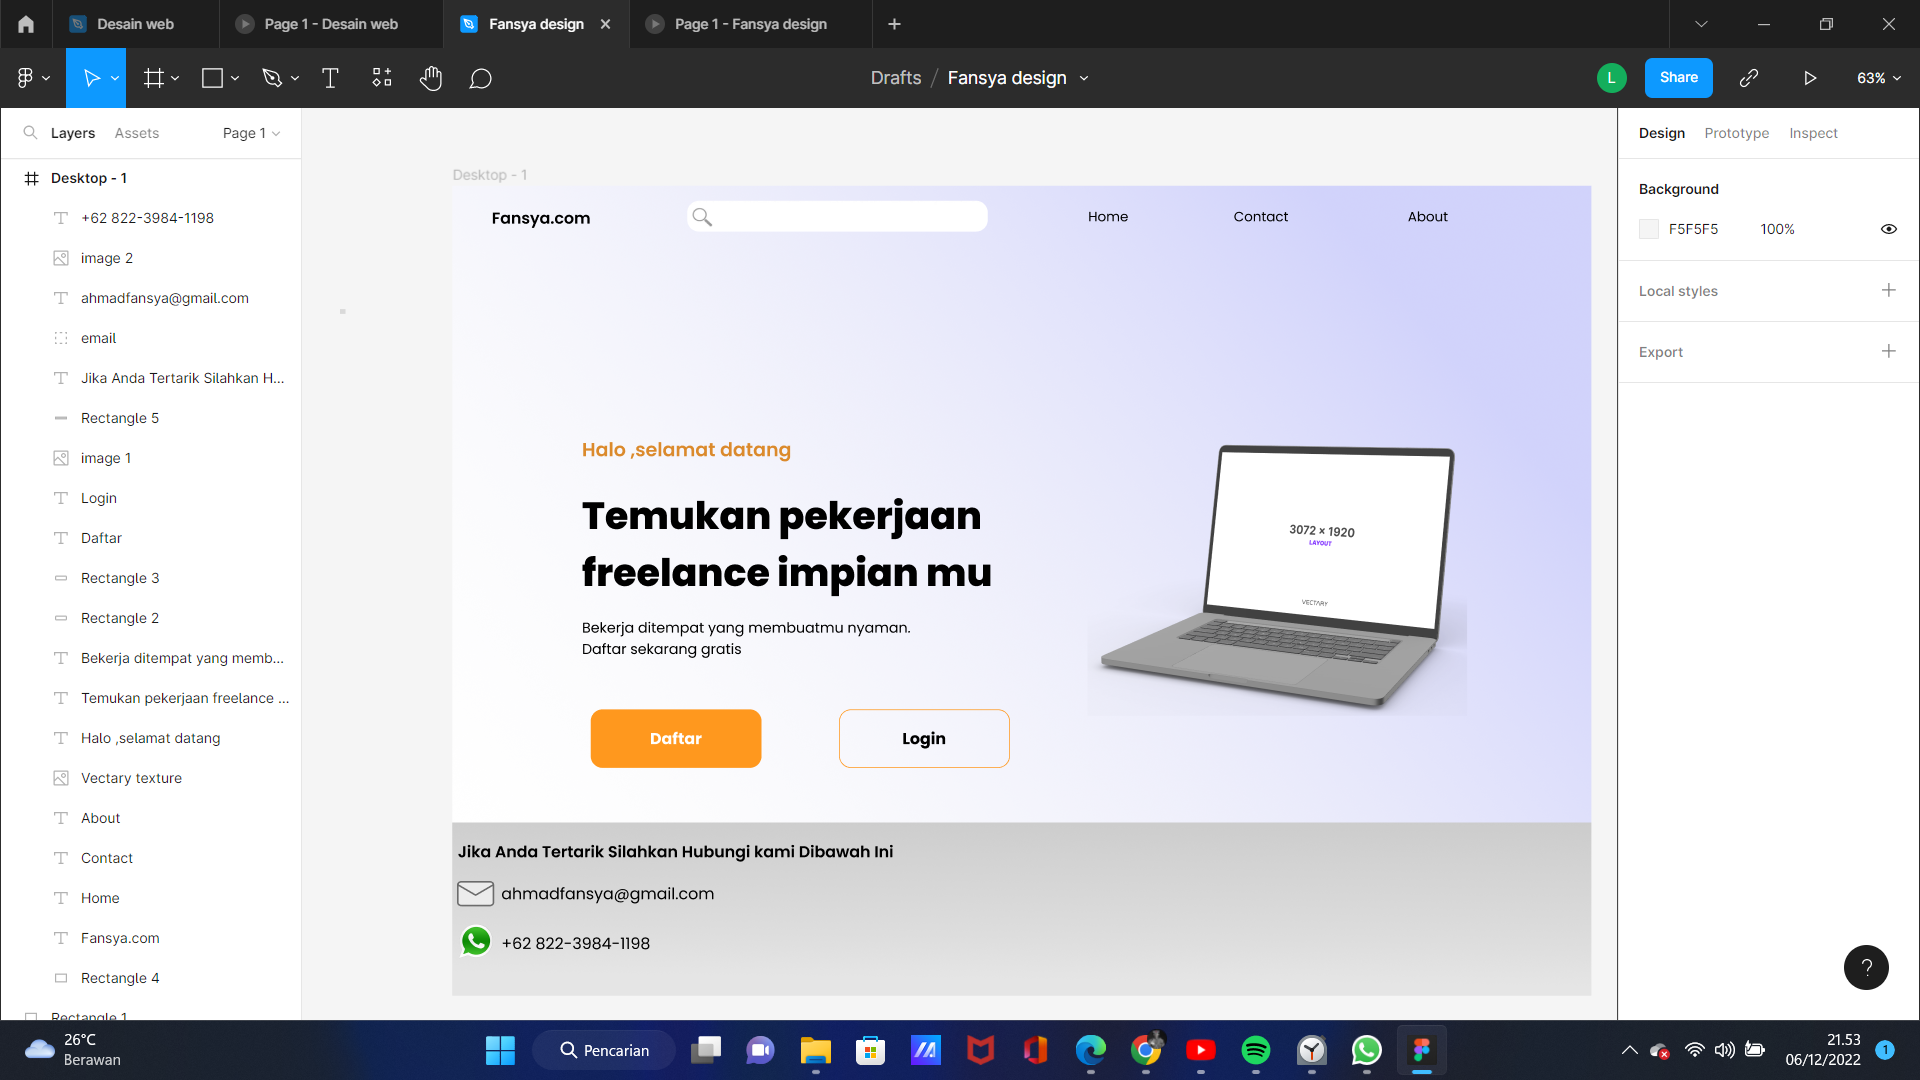 Desain web
Page 1 - Desain web
Fansya design
Page 1 - Fansya design
Drafts / Fansya design
L
Share
63%
Layers
Assets
Page 1
Desktop - 1
+62 822-3984-1198
image 2
ahmadfansya@gmail.com
email
Jika Anda Tertarik Silahkan H...
Rectangle 5
image 1
Login
Daftar
Rectangle 3
Rectangle 2
Bekerja ditempat yang memb...
Temukan pekerjaan freelance ...
Halo ,selamat datang
Vectary texture
About
Contact
Home
Fansya.com
Rectangle 4
Rectangle 1
Desktop - 1
Fansya.com
Home
Contact
About
Halo ,selamat datang
Temukan pekerjaan
freelance impian mu
Bekerja ditempat yang membuatmu nyaman.
Daftar sekarang gratis
Daftar
Login
3072 × 1920
LAYOUT
VECTARY
Jika Anda Tertarik Silahkan Hubungi kami Dibawah Ini
ahmadfansya@gmail.com
+62 822-3984-1198
Design
Prototype
Inspect
Background
F5F5F5
100%
Local styles
Export
?
26°C
Berawan
Pencarian
21.53
06/12/2022
1